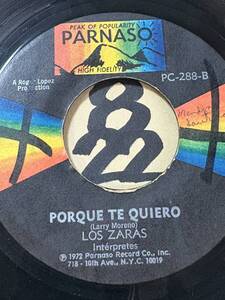 PEAK OF POPULARITY
PARNASO
HIGH FIDELITY
A Roger Lopez
Production
PC-288-B
PORQUE TE QUIERO
(Larry Moreno)
LOS ZARAS
Intérpretes
℗ 1972 Parnaso Record Co., Inc.
718 - 10th Ave., N.Y.C. 10019